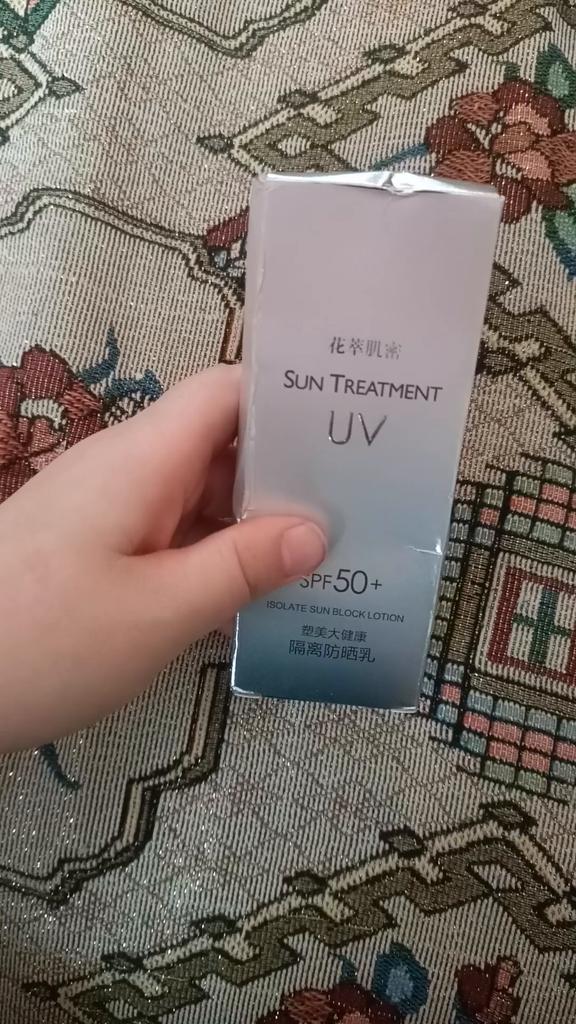 花萃肌密
SUN TREATMENT
UV
SPF50+
ISOLATE SUN BLOCK LOTION
塑美大健康
隔离防晒乳